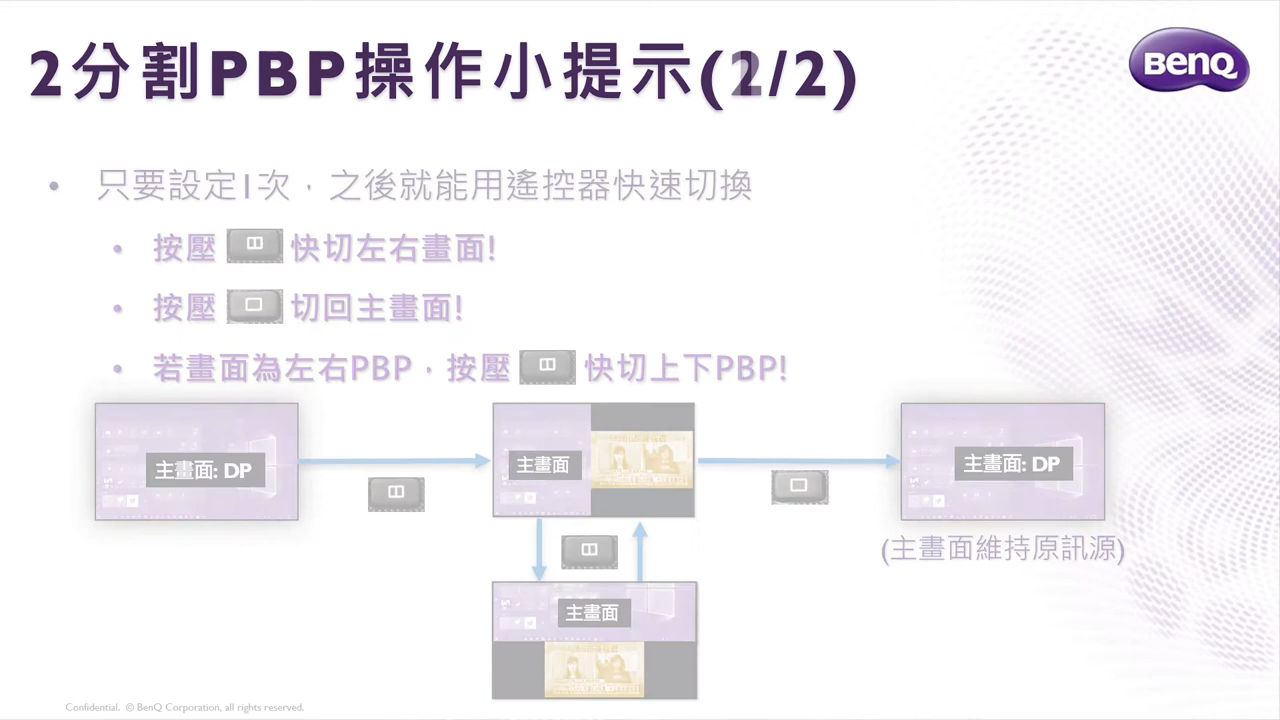 2分割PBP操作小提示(1/2)
BenQ
• 只要設定1次，之後就能用遙控器快速切換
• 按壓 快切左右畫面!
• 按壓 切回主畫面!
• 若畫面為左右PBP，按壓 快切上下PBP!
主畫面: DP
主畫面
主畫面: DP
(主畫面維持原訊源)
主畫面
Confidential. © BenQ Corporation, all rights reserved.